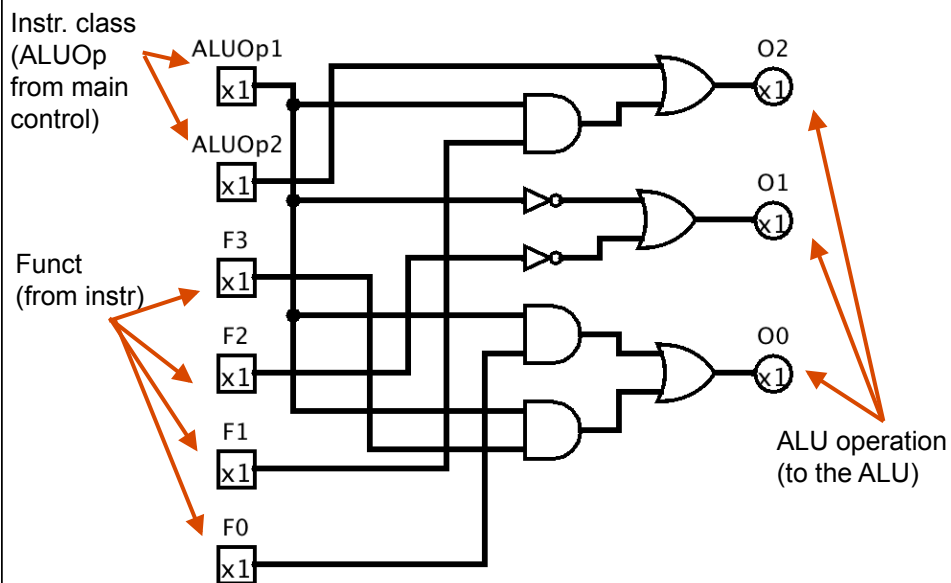 Instr. class
(ALUOp
from main
control)
ALUOp1
x1
ALUOp2
x1
F3
x1
Funct
(from instr)
F2
x1
F1
x1
F0
x1
O2
x1
O1
x1
O0
x1
ALU operation
(to the ALU)